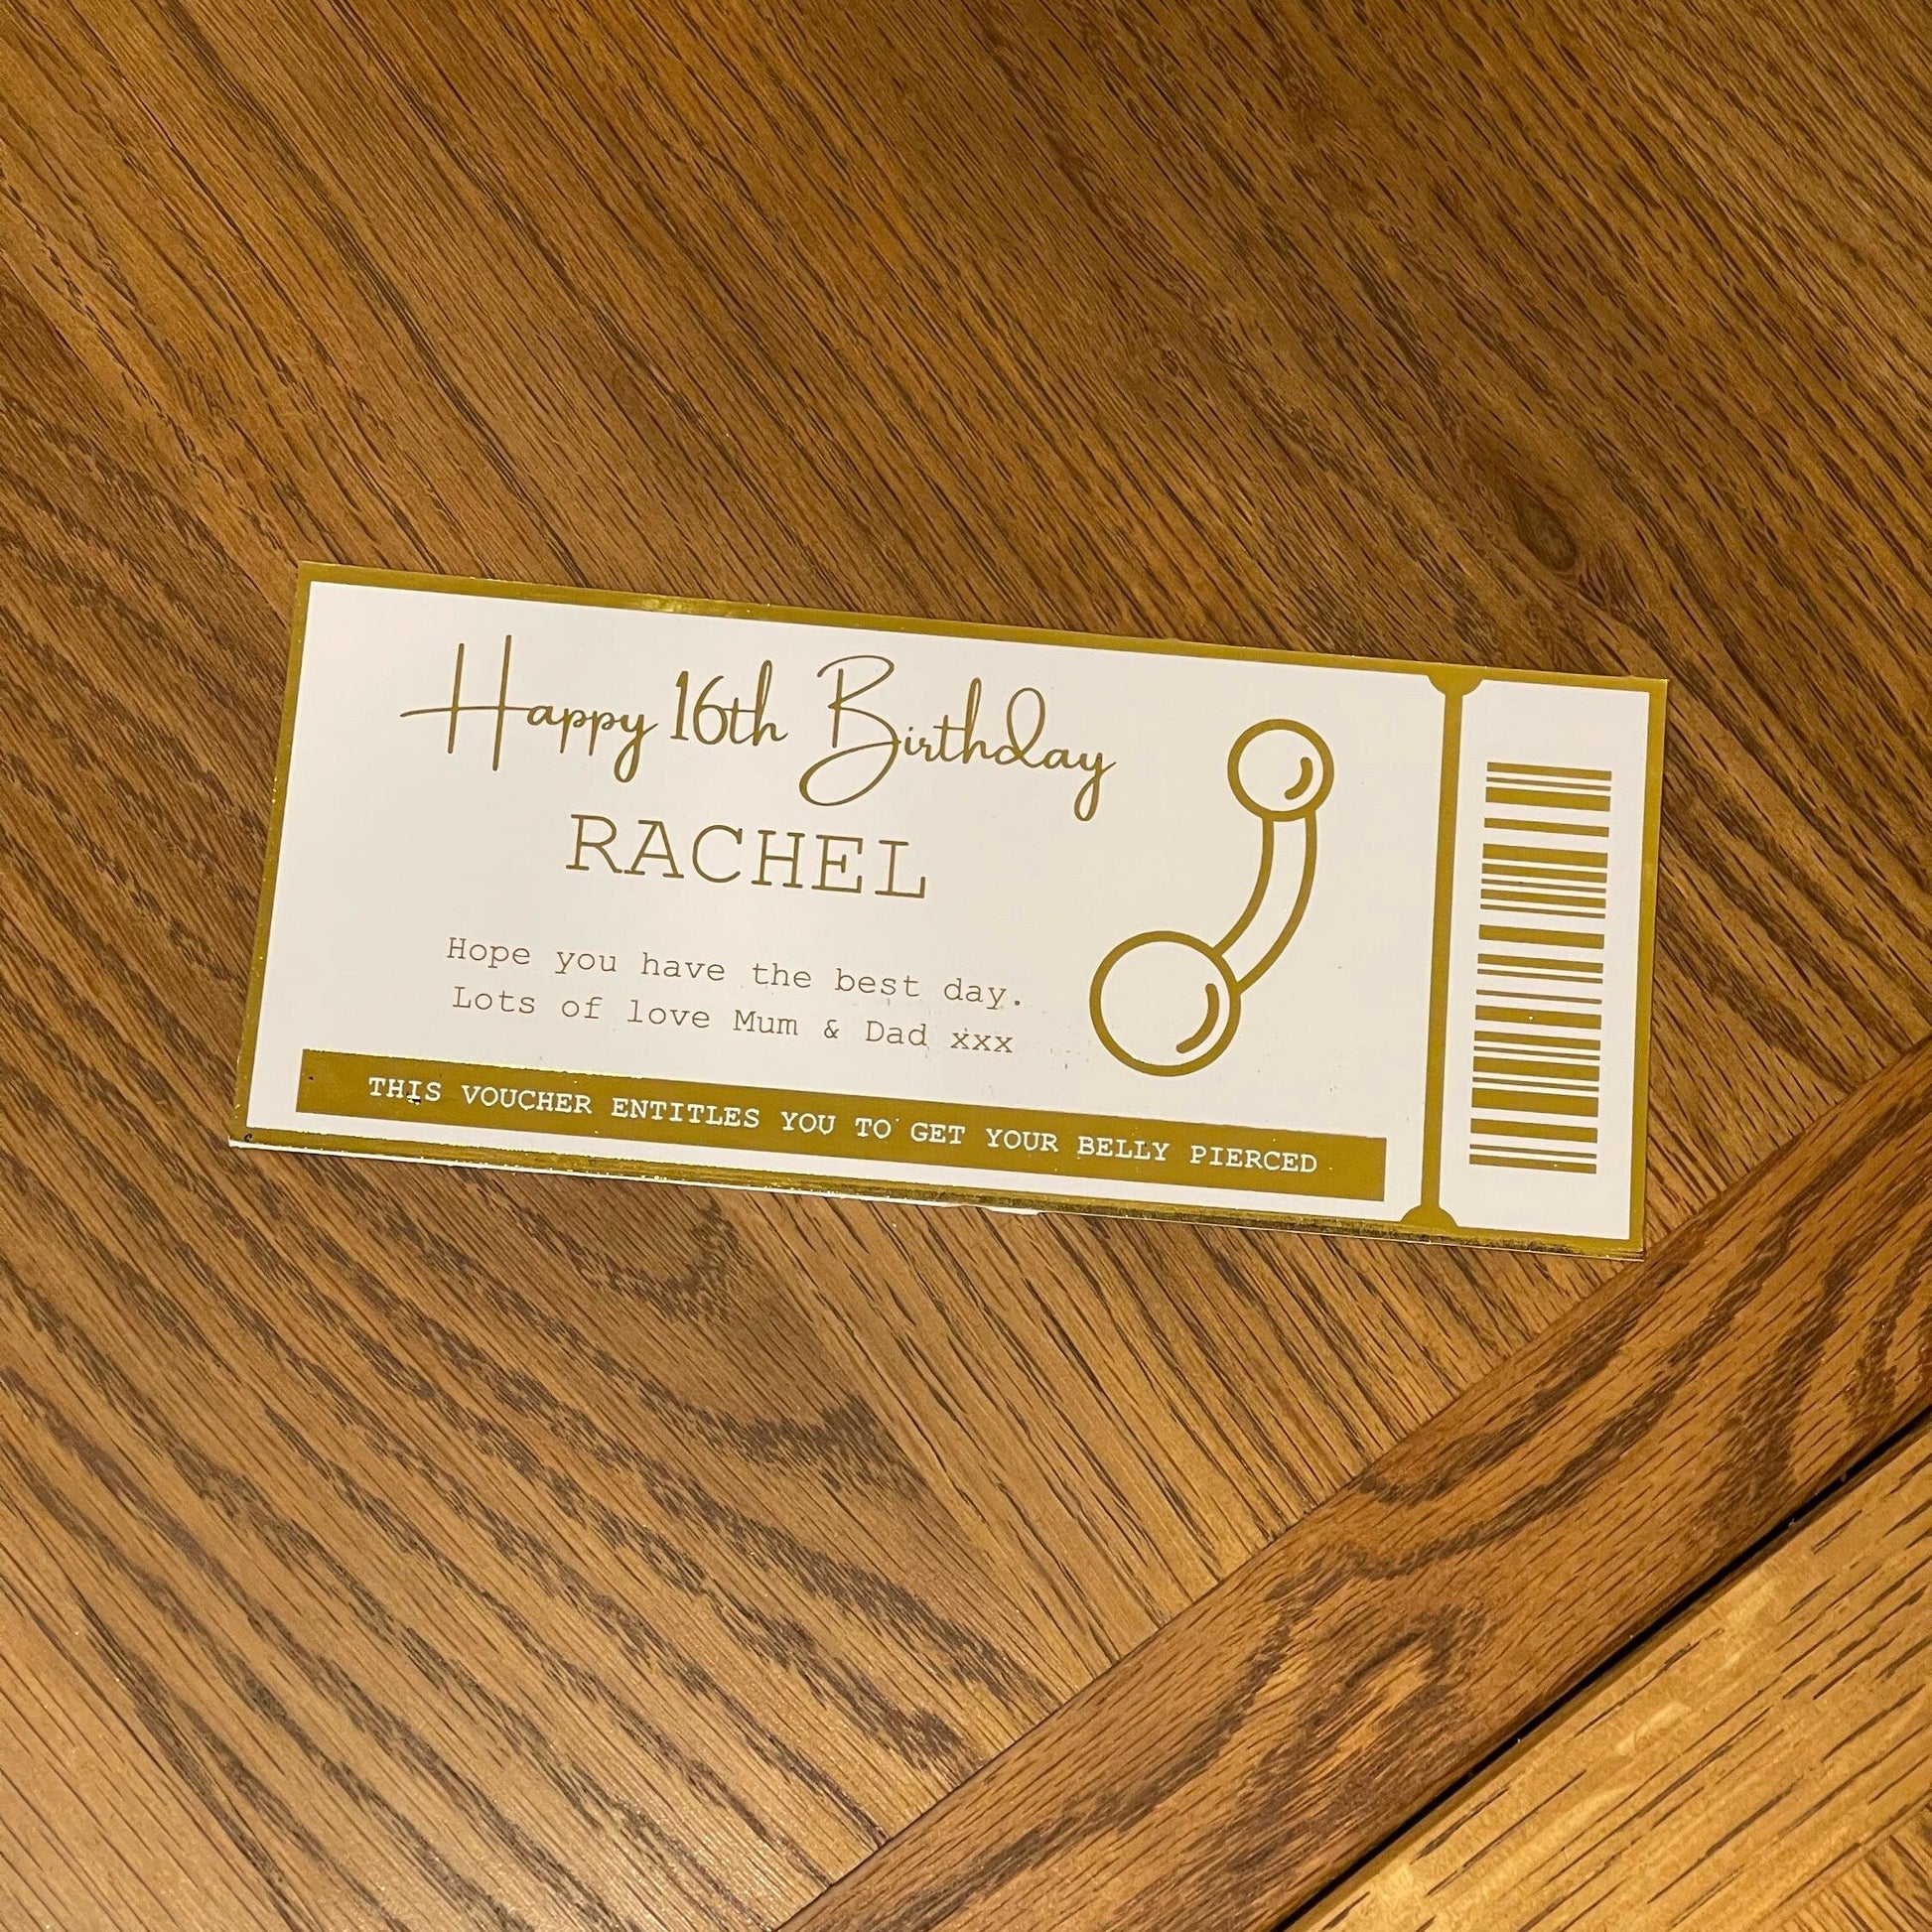 Happy 16th Birthday
RACHEL
Hope you have the best day.
Lots of love Mum & Dad xxx
THIS VOUCHER ENTITLES YOU TO GET YOUR BELLY PIERCED